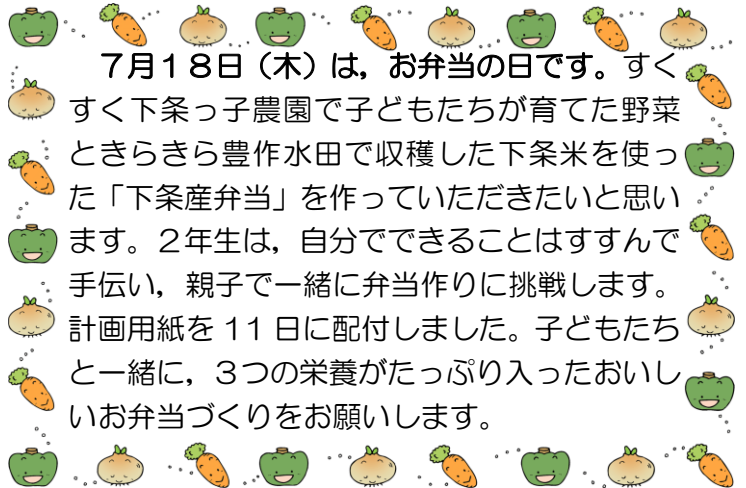 ７月１８日（木）は，お弁当の日です。すく
すく下条っ子農園で子どもたちが育てた野菜
ときらきら豊作水田で収穫した下条米を使っ
た「下条産弁当」を作っていただきたいと思い
ます。２年生は，自分でできることはすすんで
手伝い，親子で一緒に弁当作りに挑戦します。
計画用紙を 11 日に配付しました。子どもたち
と一緒に，３つの栄養がたっぷり入ったおいし
いお弁当づくりをお願いします。